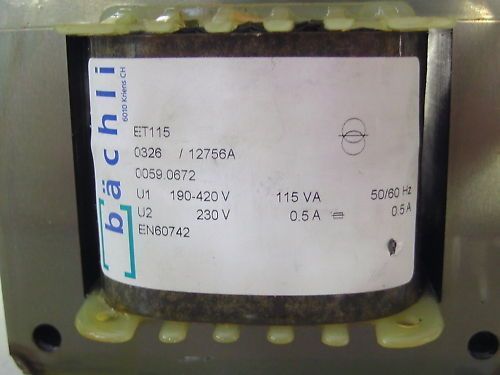 bächli
6010 Kriens CH
ET115
0326 / 12756A
0059.0672
U1 190-420 V 115 VA 50/60 Hz
U2 230 V 0.5 A 0.5 A
EN60742